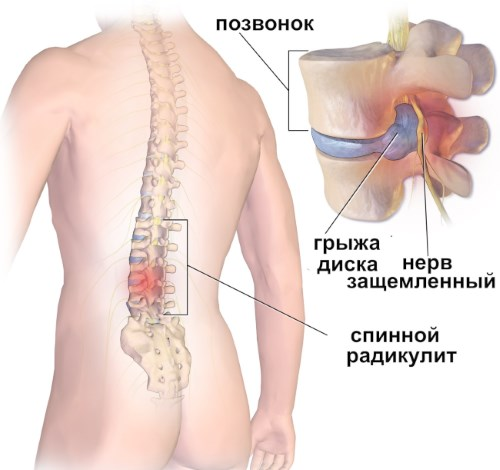 позвонок
грыжа
диска
нерв
защемленный
спинной
радикулит